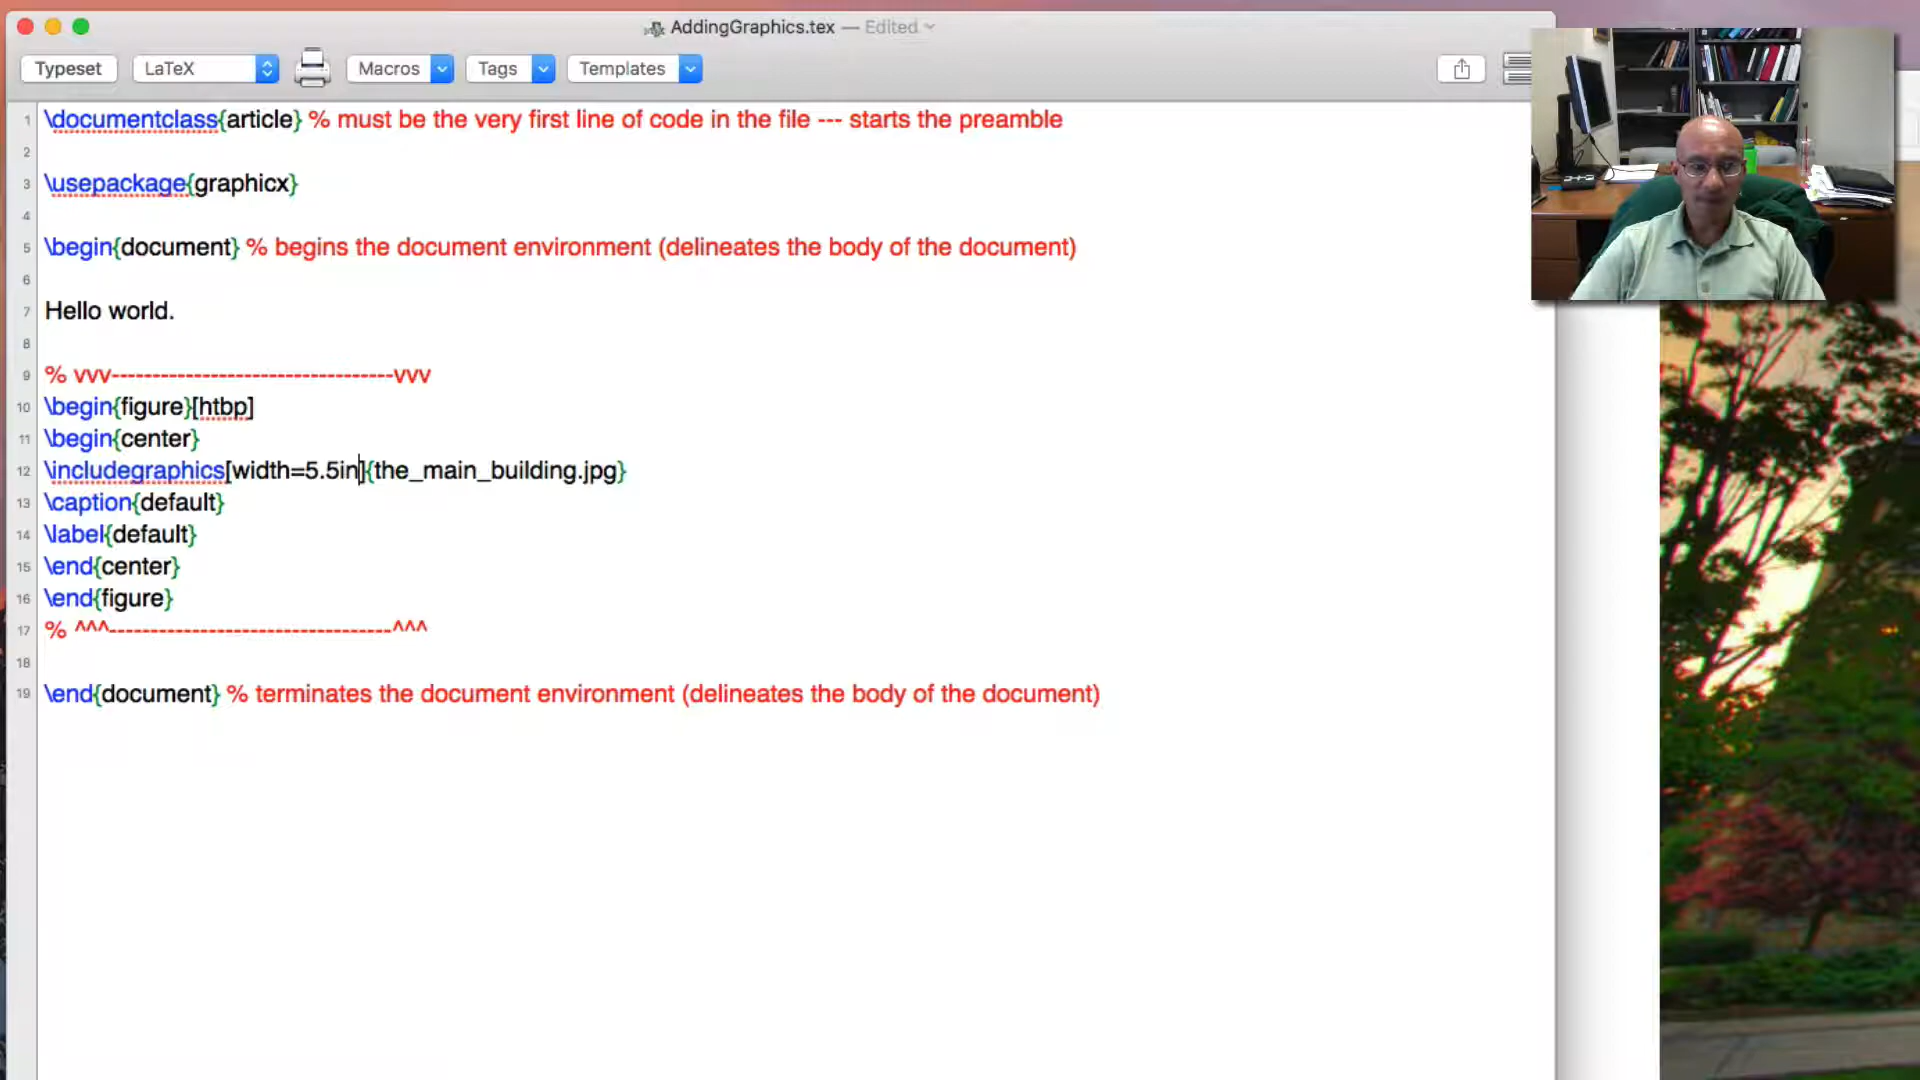 AddingGraphics.tex — Edited
Typeset LaTeX Macros Tags Templates
1 \documentclass{article} % must be the very first line of code in the file --- starts the preamble
2
3 \usepackage{graphicx}
4
5 \begin{document} % begins the document environment (delineates the body of the document)
6
7 Hello world.
8
9 % vvv-----------------------------------vvv
10 \begin{figure}[htbp]
11 \begin{center}
12 \includegraphics[width=5.5in]{the_main_building.jpg}
13 \caption{default}
14 \label{default}
15 \end{center}
16 \end{figure}
17 % ^^^-----------------------------------^^^
18
19 \end{document} % terminates the document environment (delineates the body of the document)